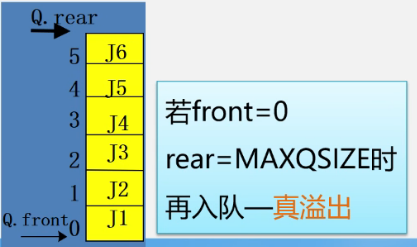 Q.rear
5 J6
4 J5
3 J4
2 J3
1 J2
Q.front 0 J1
若front=0
rear=MAXQSIZE时
再入队—真溢出